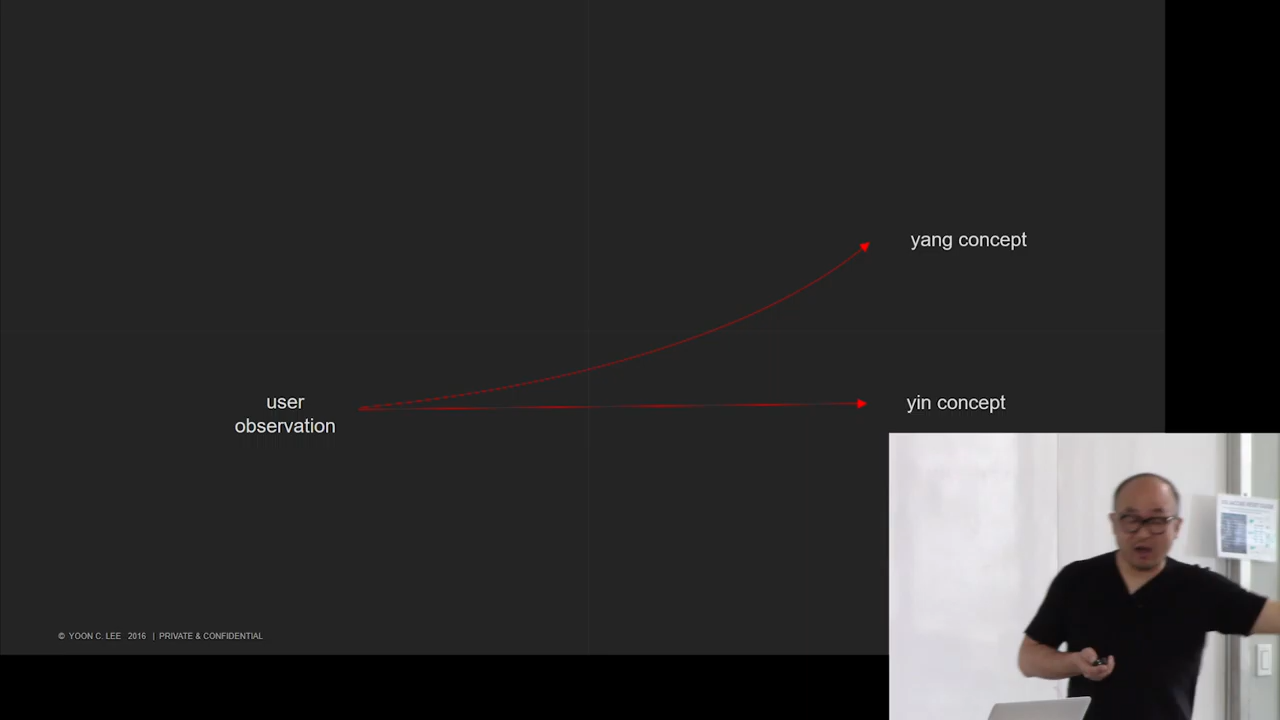 yang concept
user
observation
yin concept
© YOON C. LEE 2016 | PRIVATE & CONFIDENTIAL